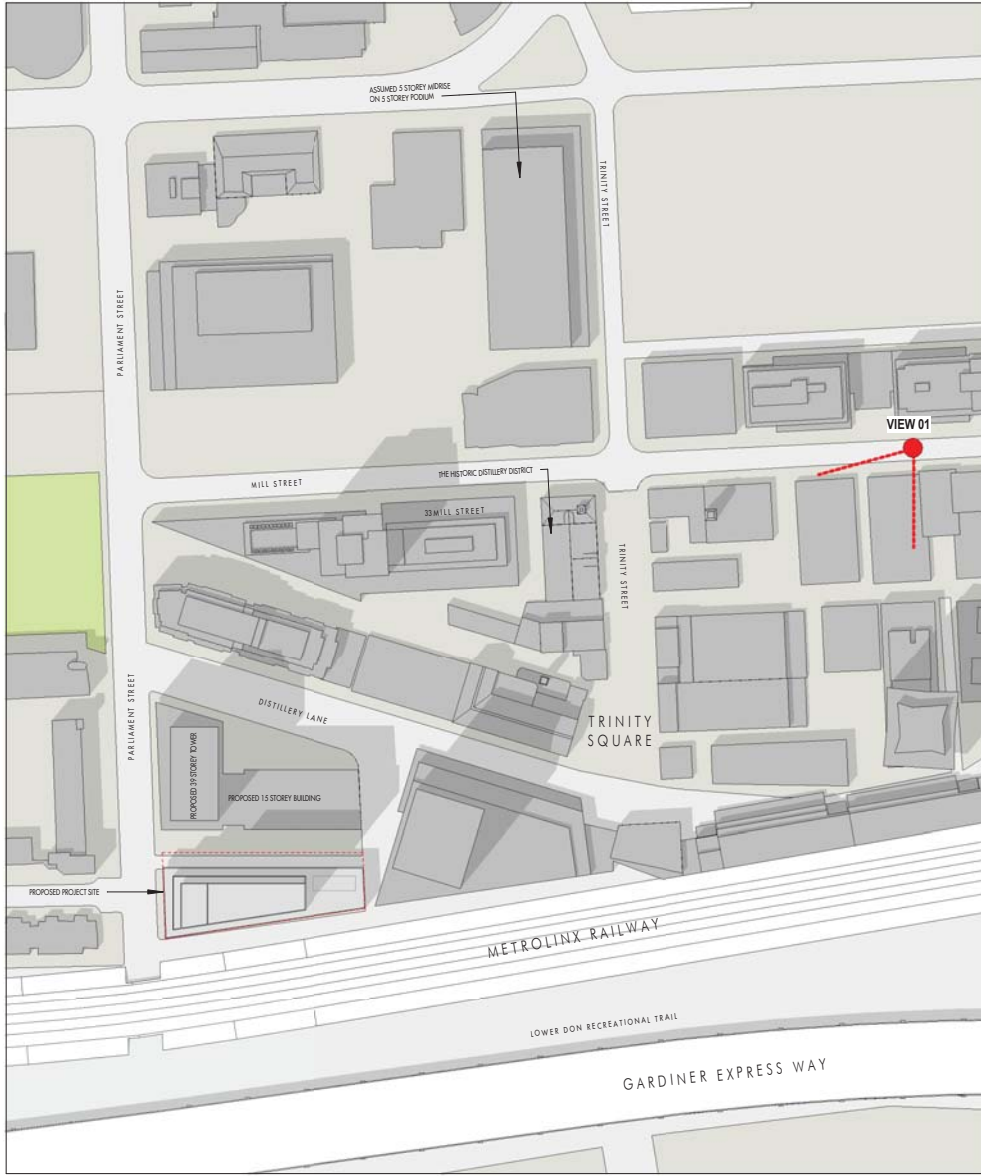 ASSUMED 5 STOREY MIDRISE
ON 5 STOREY PODIUM
TRINITY STREET
PARLIAMENT STREET
VIEW 01
THE HISTORIC DISTILLERY DISTRICT
MILL STREET
33 MILL STREET
TRINITY STREET
PARLIAMENT STREET
DISTILLERY LANE
TRINITY
SQUARE
PROPOSED 39 STOREY TOWER
PROPOSED 15 STOREY BUILDING
PROPOSED PROJECT SITE
METROLINX RAILWAY
LOWER DON RECREATIONAL TRAIL
GARDINER EXPRESS WAY